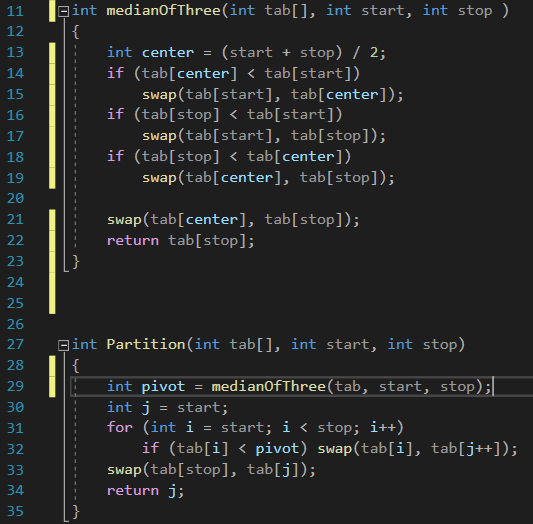 11 int medianOfThree(int tab[], int start, int stop )
12 {
13     int center = (start + stop) / 2;
14     if (tab[center] < tab[start])
15         swap(tab[start], tab[center]);
16     if (tab[stop] < tab[start])
17         swap(tab[start], tab[stop]);
18     if (tab[stop] < tab[center])
19         swap(tab[center], tab[stop]);
20
21     swap(tab[center], tab[stop]);
22     return tab[stop];
23 }
24
25
26
27 int Partition(int tab[], int start, int stop)
28 {
29     int pivot = medianOfThree(tab, start, stop);
30     int j = start;
31     for (int i = start; i < stop; i++)
32         if (tab[i] < pivot) swap(tab[i], tab[j++]);
33     swap(tab[stop], tab[j]);
34     return j;
35 }